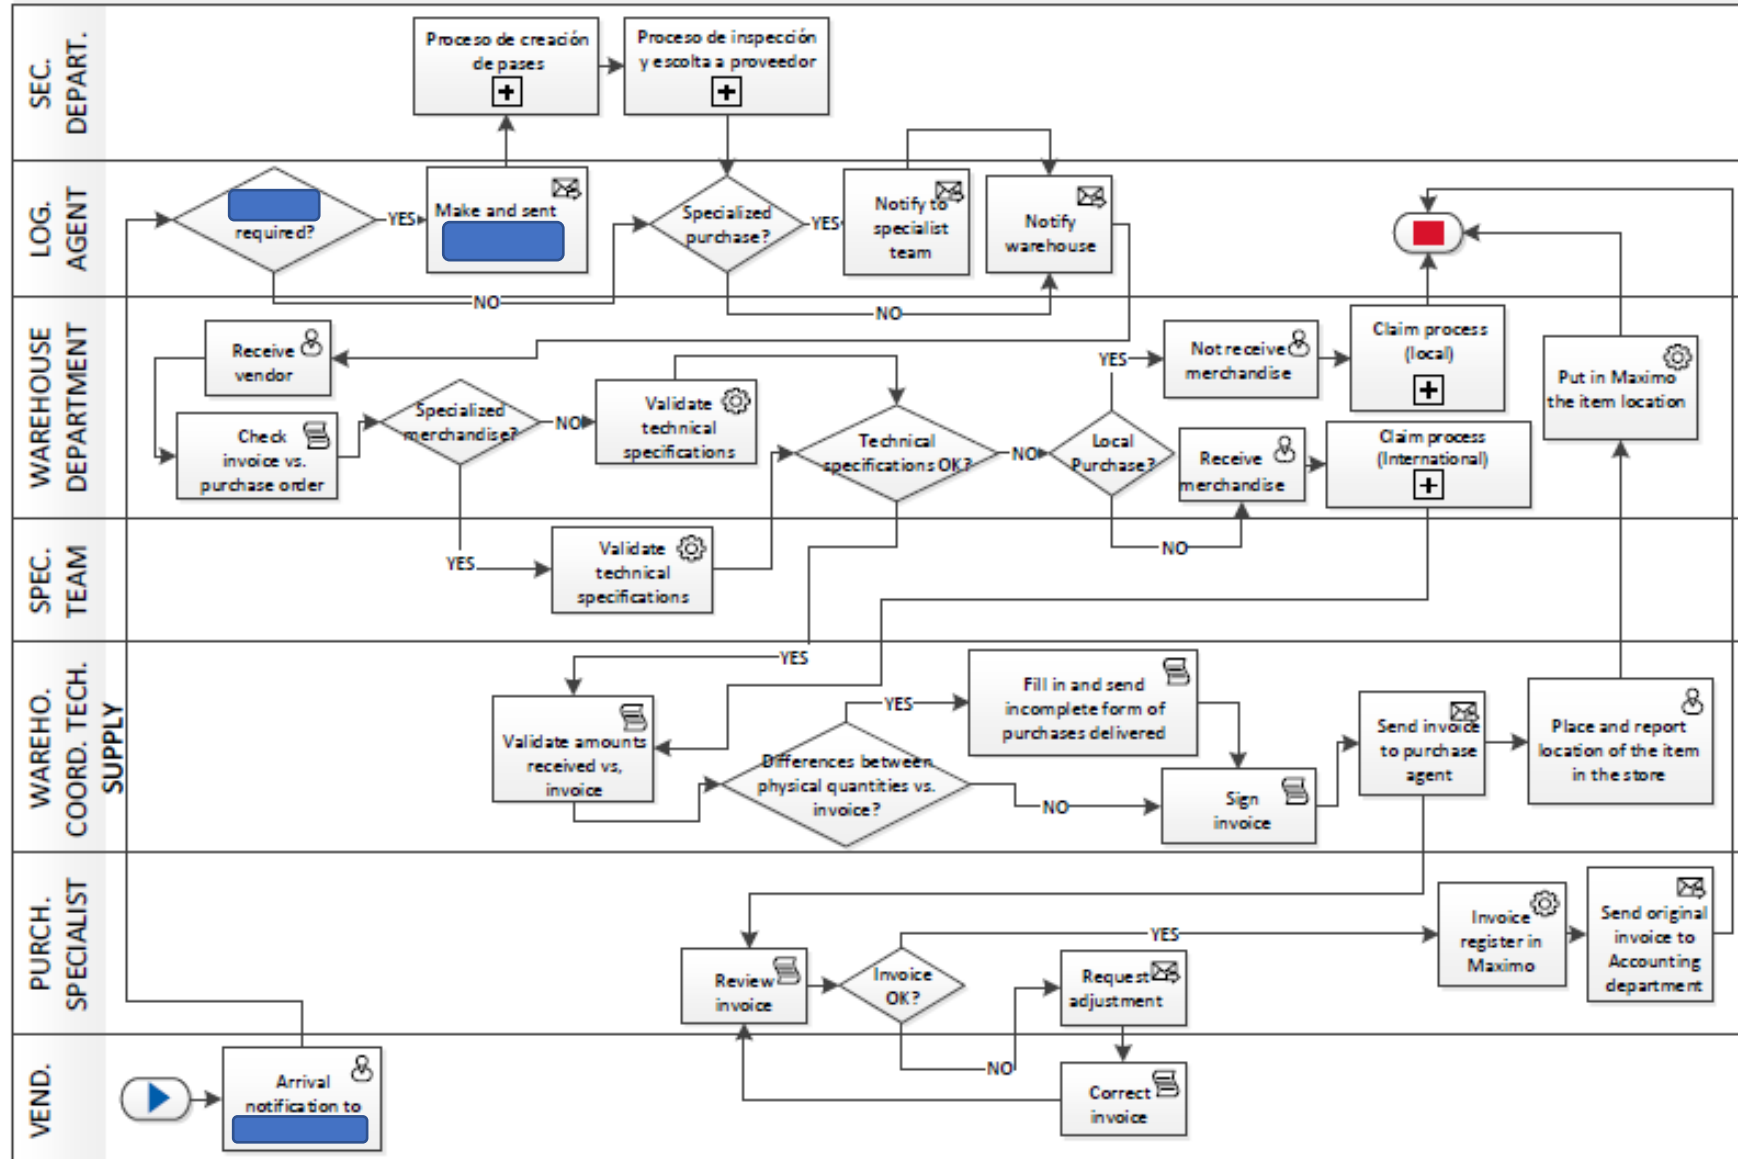 SEC.
DEPART.
Proceso de creación
de pases
Proceso de inspección
y escolta a proveedor
LOG.
AGENT
required?
YES
Make and sent
NO
Specialized
purchase?
YES
Notify to
specialist
team
Notify
warehouse
NO
WAREHOUSE
DEPARTMENT
Receive
vendor
Check
invoice vs.
purchase order
Specialized
merchandise?
NO
Validate
technical
specifications
YES
Technical
specifications OK?
NO
Local
Purchase?
YES
Not receive
merchandise
Claim process
(local)
NO
Receive
merchandise
Claim process
(International)
Put in Maximo
the item location
SPEC.
TEAM
Validate
technical
specifications
WAREHO.
COORD. TECH.
SUPPLY
YES
Validate amounts
received vs,
invoice
Differences between
physical quantities vs.
invoice?
YES
Fill in and send
incomplete form of
purchases delivered
NO
Sign
invoice
Send invoice
to purchase
agent
Place and report
location of the item
in the store
PURCH.
SPECIALIST
Review
invoice
Invoice
OK?
YES
NO
Request
adjustment
Invoice
register in
Maximo
Send original
invoice to
Accounting
department
VEND.
Arrival
notification to
Correct
invoice